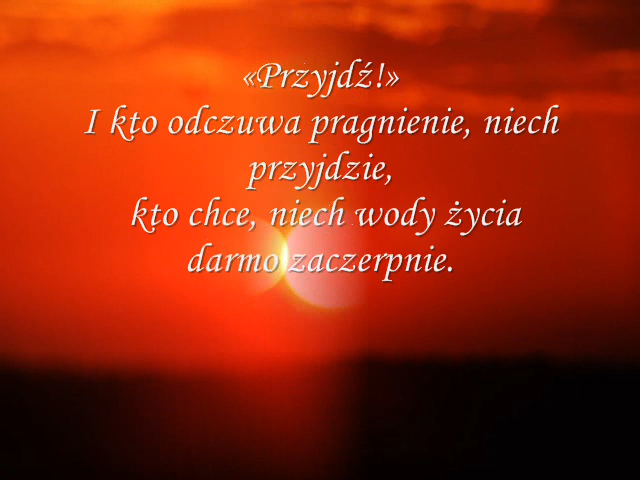 «Przyjdź!»
I kto odczuwa pragnienie, niech
przyjdzie,
kto chce, niech wody życia
darmo zaczerpnie.